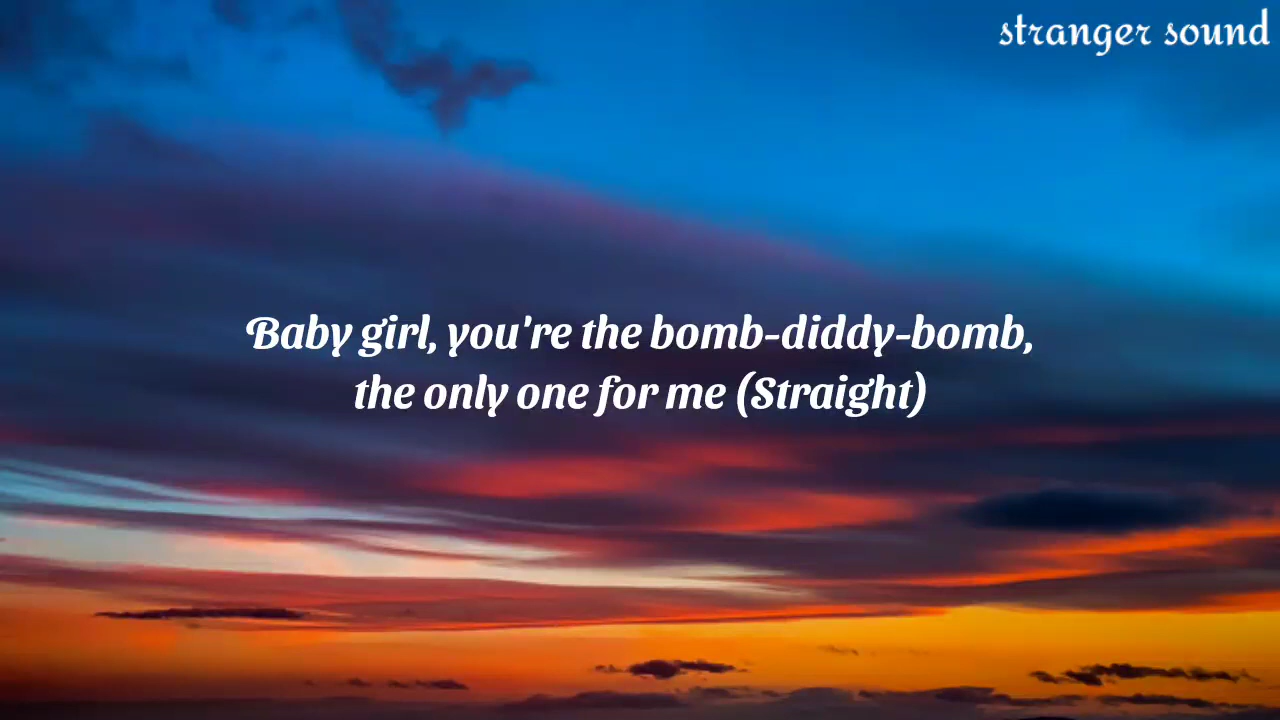 stranger sound
Baby girl, you're the bomb-diddy-bomb,
the only one for me (Straight)